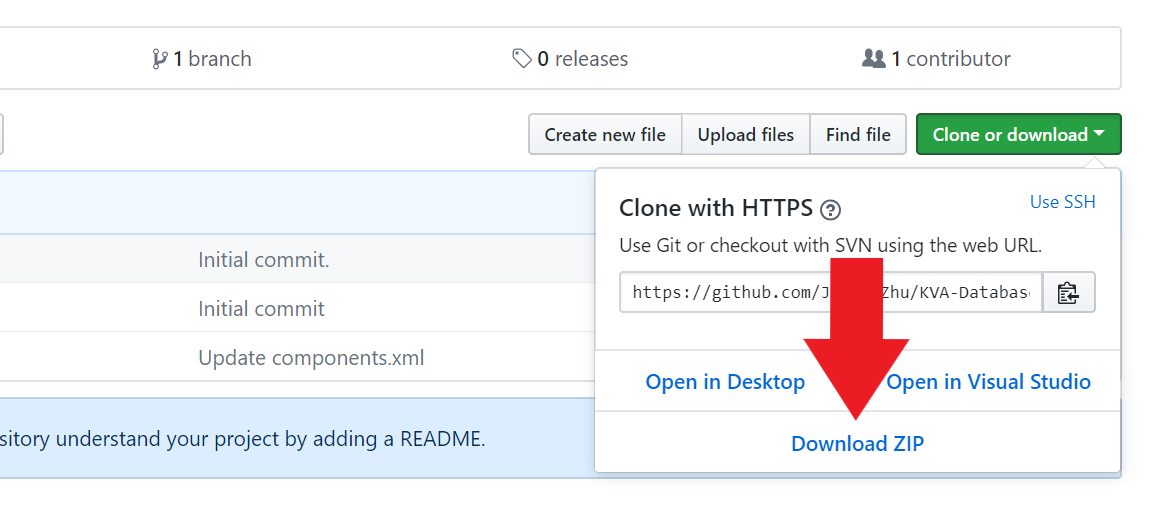 1 branch
0 releases
1 contributor
Create new file
Upload files
Find file
Clone or download
Clone with HTTPS
Use SSH
Use Git or checkout with SVN using the web URL.
https://github.com/J Zhu/KVA-Databas
Initial commit.
Initial commit
Update components.xml
Open in Desktop
Open in Visual Studio
Download ZIP
sitory understand your project by adding a README.